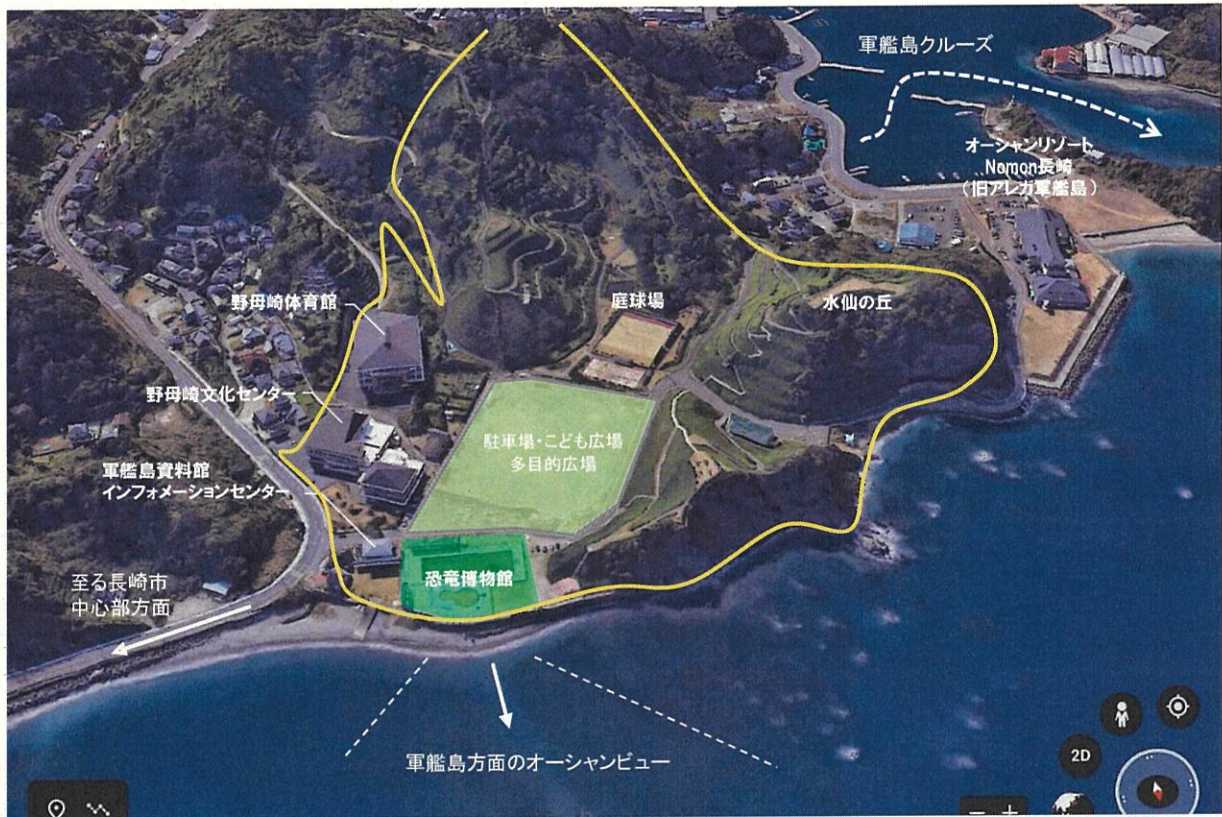 軍艦島クルーズ
オーシャンリゾート
Nomon長崎
（旧アレガ軍艦島）
野母崎体育館
庭球場
水仙の丘
野母崎文化センター
駐車場・こども広場
多目的広場
軍艦島資料館
インフォメーションセンター
恐竜博物館
至る長崎市
中心部方面
軍艦島方面のオーシャンビュー
2D